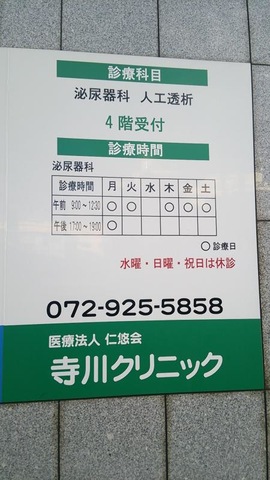 診療科目
泌尿器科 人工透析
4階受付
診療時間
泌尿器科
診療時間 月 火 水 木 金 土
午前 9:00~12:30 ○ ○ ○ ○ ○
午後 17:00~19:00 ○ ○
○診療日
水曜・日曜・祝日は休診
072-925-5858
医療法人 仁悠会
寺川クリニック